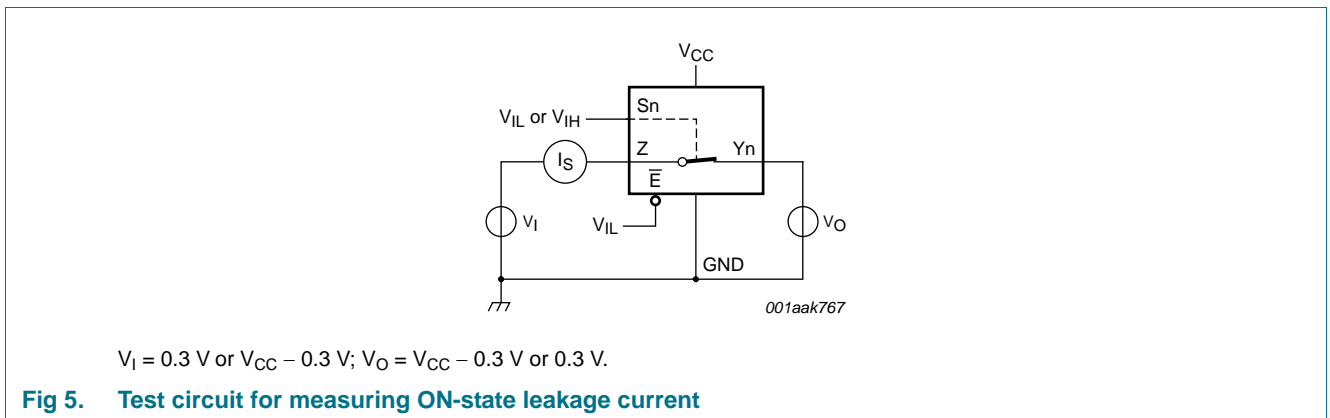 VCC
Sn
VIL or VIH
Z
Yn
IS
E
VI
VIL
VO
GND
001aak767
VI = 0.3 V or VCC − 0.3 V; VO = VCC − 0.3 V or 0.3 V.
Fig 5. Test circuit for measuring ON-state leakage current